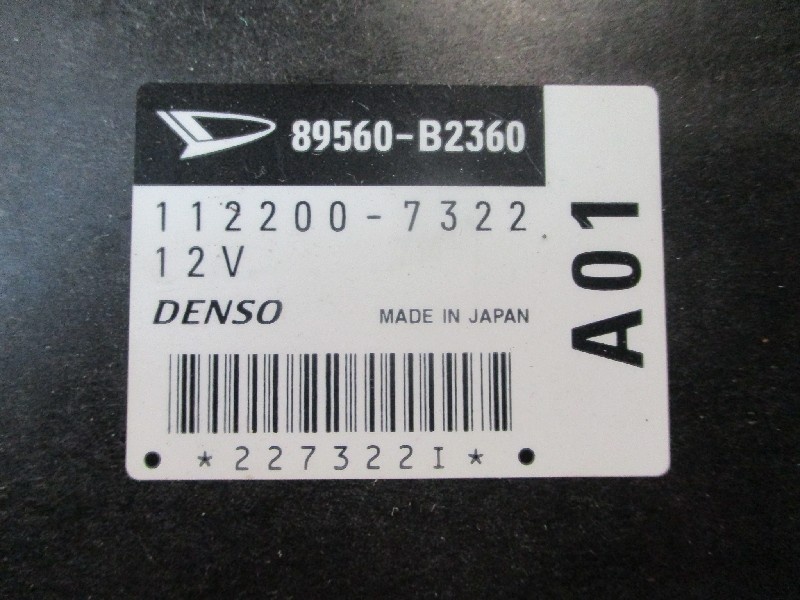 89560-B2360
112200-7322
12V
DENSO MADE IN JAPAN
*227322I*
A01